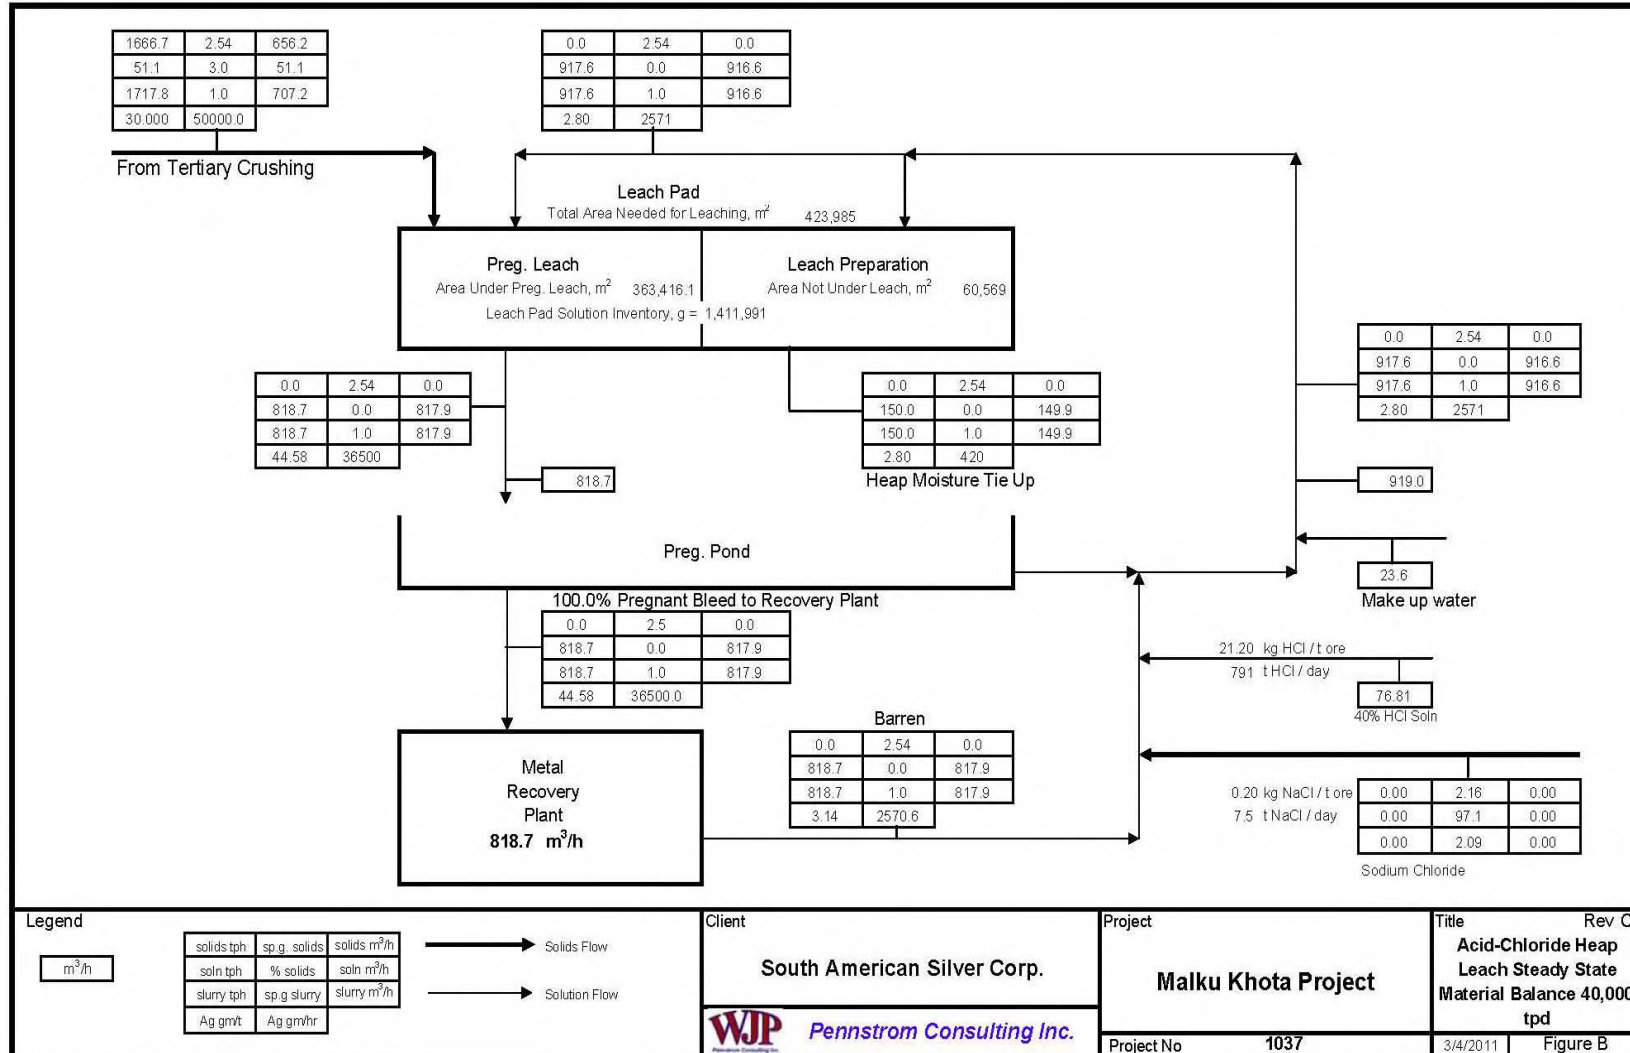 1666.7 2.54 656.2
51.1 3.0 51.1
1717.8 1.0 707.2
30.000 50000.0
From Tertiary Crushing
0.0 2.54 0.0
917.6 0.0 916.6
917.6 1.0 916.6
2.80 2571
Leach Pad
Total Area Needed for Leaching, m² 423,985
Preg. Leach
Area Under Preg. Leach, m² 363,416.1
Leach Preparation
Area Not Under Leach, m² 60,569
Leach Pad Solution Inventory, g = 1,411,991
0.0 2.54 0.0
818.7 0.0 817.9
818.7 1.0 817.9
44.58 36500
818.7
0.0 2.54 0.0
150.0 0.0 149.9
150.0 1.0 149.9
2.80 420
Heap Moisture Tie Up
0.0 2.54 0.0
917.6 0.0 916.6
917.6 1.0 916.6
2.80 2571
919.0
23.6
Make up water
Preg. Pond
100.0% Pregnant Bleed to Recovery Plant
0.0 2.5 0.0
818.7 0.0 817.9
818.7 1.0 817.9
44.58 36500.0
21.20 kg HCl / t ore
791 t HCl / day
76.81
40% HCl Soln
Barren
0.0 2.54 0.0
818.7 0.0 817.9
818.7 1.0 817.9
3.14 2570.6
Metal
Recovery
Plant
818.7 m³/h
0.20 kg NaCl / t ore
7.5 t NaCl / day
0.00 2.16 0.00
0.00 97.1 0.00
0.00 2.09 0.00
Sodium Chloride
Legend
m³/h
solids tph sp.g. solids solids m³/h
soln tph % solids soln m³/h
slurry tph sp.g slurry slurry m³/h
Ag gm/t Ag gm/hr
Solids Flow
Solution Flow
Client
South American Silver Corp.
WJP
Pennstrom Consulting Inc.
Project
Malku Khota Project
Project No 1037
Title Rev C
Acid-Chloride Heap
Leach Steady State
Material Balance 40,000
tpd
3/4/2011 Figure B